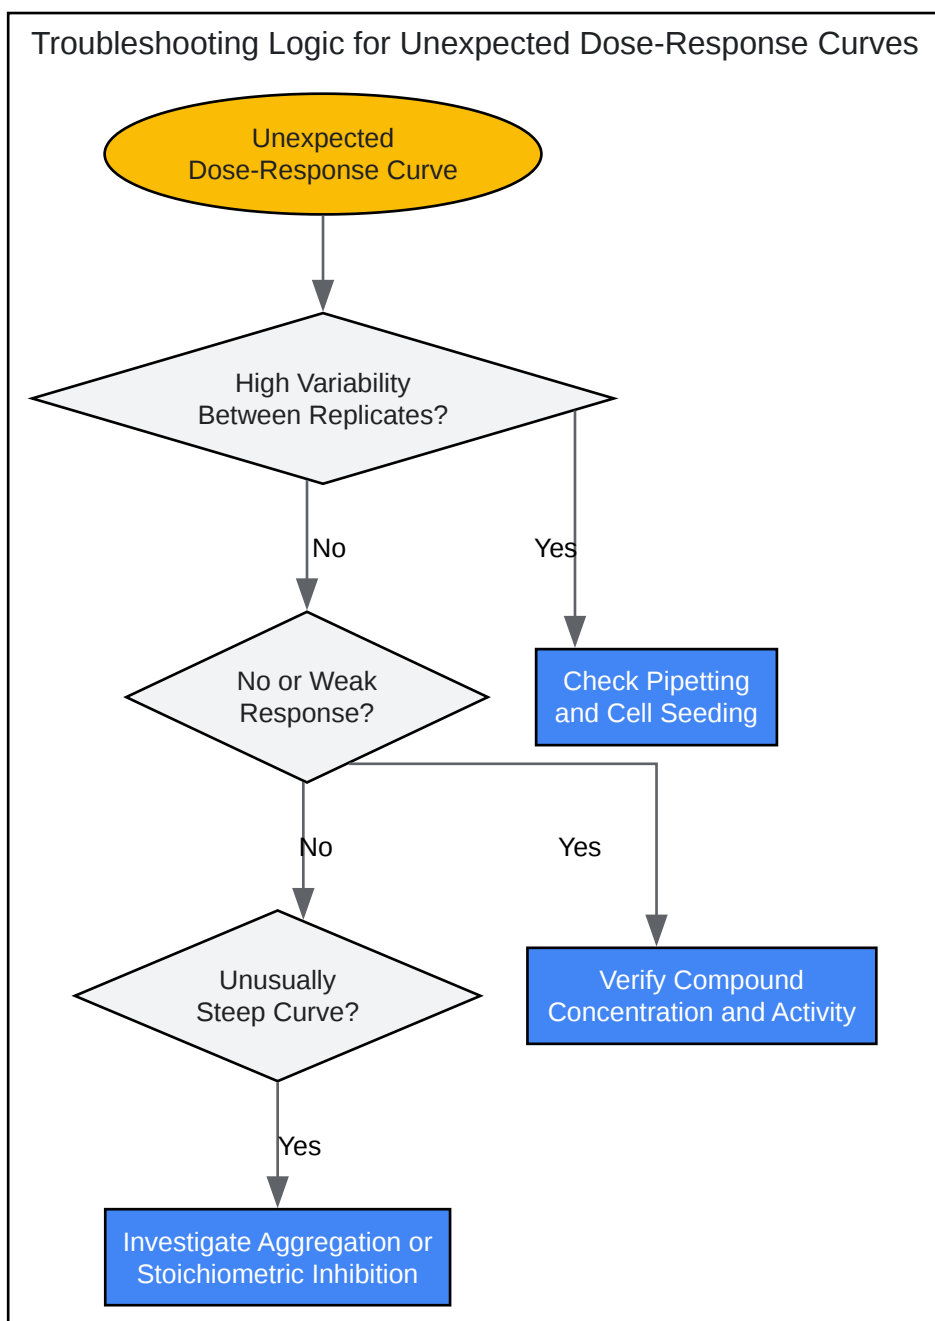 Troubleshooting Logic for Unexpected Dose-Response Curves
Unexpected
Dose-Response Curve
High Variability
Between Replicates?
No
Yes
No or Weak
Response?
Check Pipetting
and Cell Seeding
No
Yes
Unusually
Steep Curve?
Verify Compound
Concentration and Activity
Yes
Investigate Aggregation or
Stoichiometric Inhibition